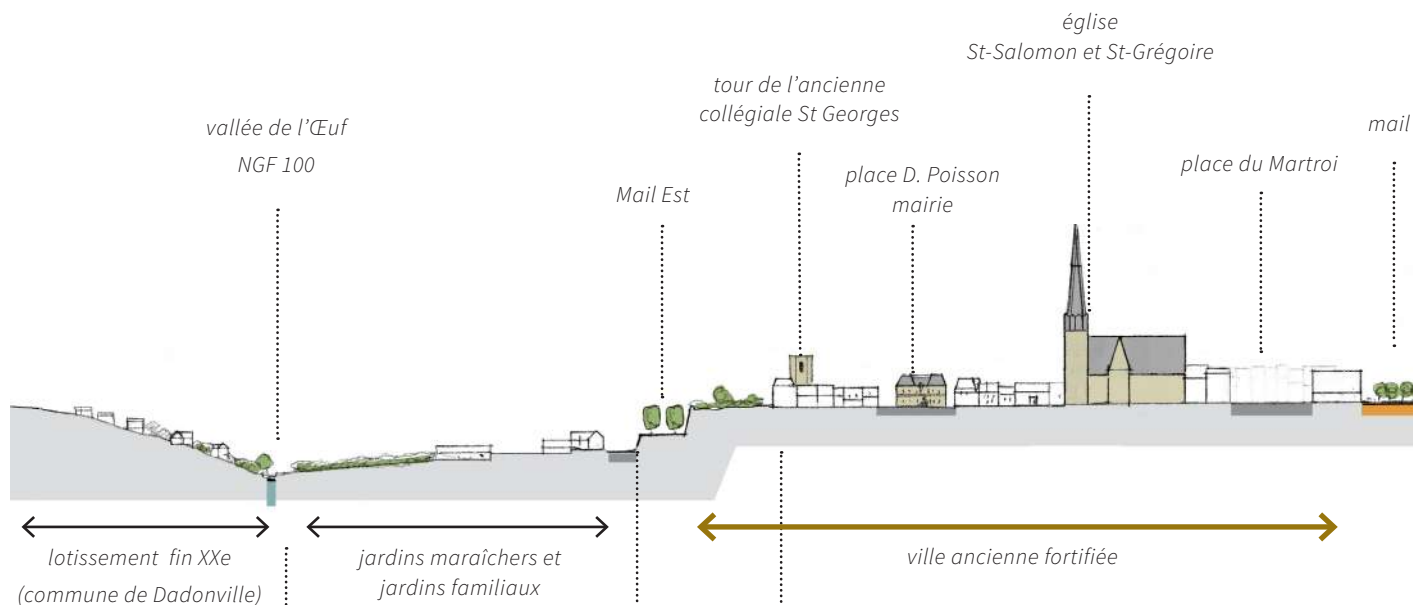 église
St-Salomon et St-Grégoire
tour de l'ancienne
collégiale St Georges
vallée de l'Œuf
NGF 100
mail
place D. Poisson
mairie
place du Martroi
Mail Est
lotissement fin XXe
(commune de Dadonville)
jardins maraîchers et
jardins familiaux
ville ancienne fortifiée